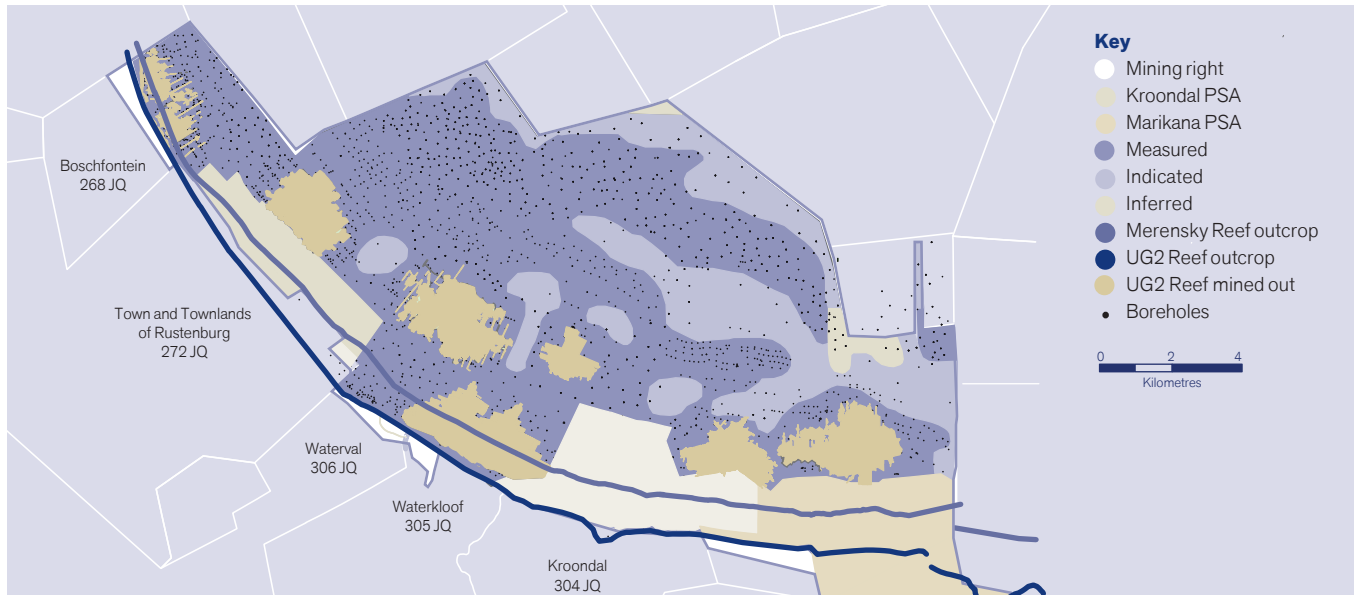 Key
Mining right
Kroondal PSA
Marikana PSA
Measured
Indicated
Inferred
Merensky Reef outcrop
UG2 Reef outcrop
UG2 Reef mined out
Boreholes
0 2 4
Kilometres
Boschfontein
268 JQ
Town and Townlands
of Rustenburg
272 JQ
Waterval
306 JQ
Waterkloof
305 JQ
Kroondal
304 JQ